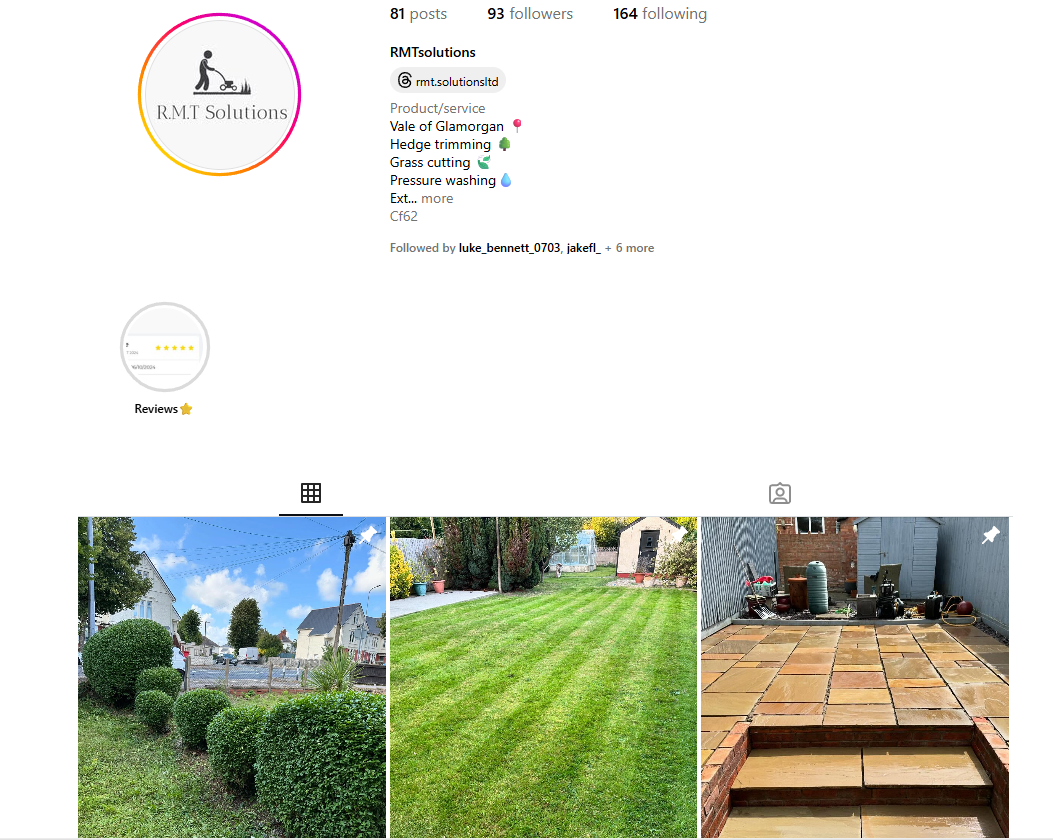 81 posts 93 followers 164 following
RMTsolutions
rmt.solutionsltd
Product/service
Vale of Glamorgan 📍
Hedge trimming 🌳
Grass cutting 🌱
Pressure washing 💧
Ext... more
Cf62
Followed by luke_bennett_0703, jakefl_ + 6 more
R.M.T Solutions
16/10/2024
Reviews⭐